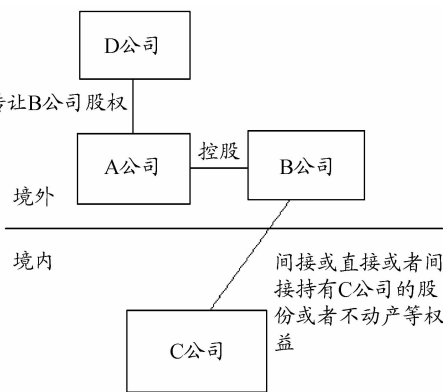 D公司
让B公司股权
A公司
控股
B公司
境外
境内
间接或直接或者间
接持有C公司的股
份或者不动产等权
益
C公司